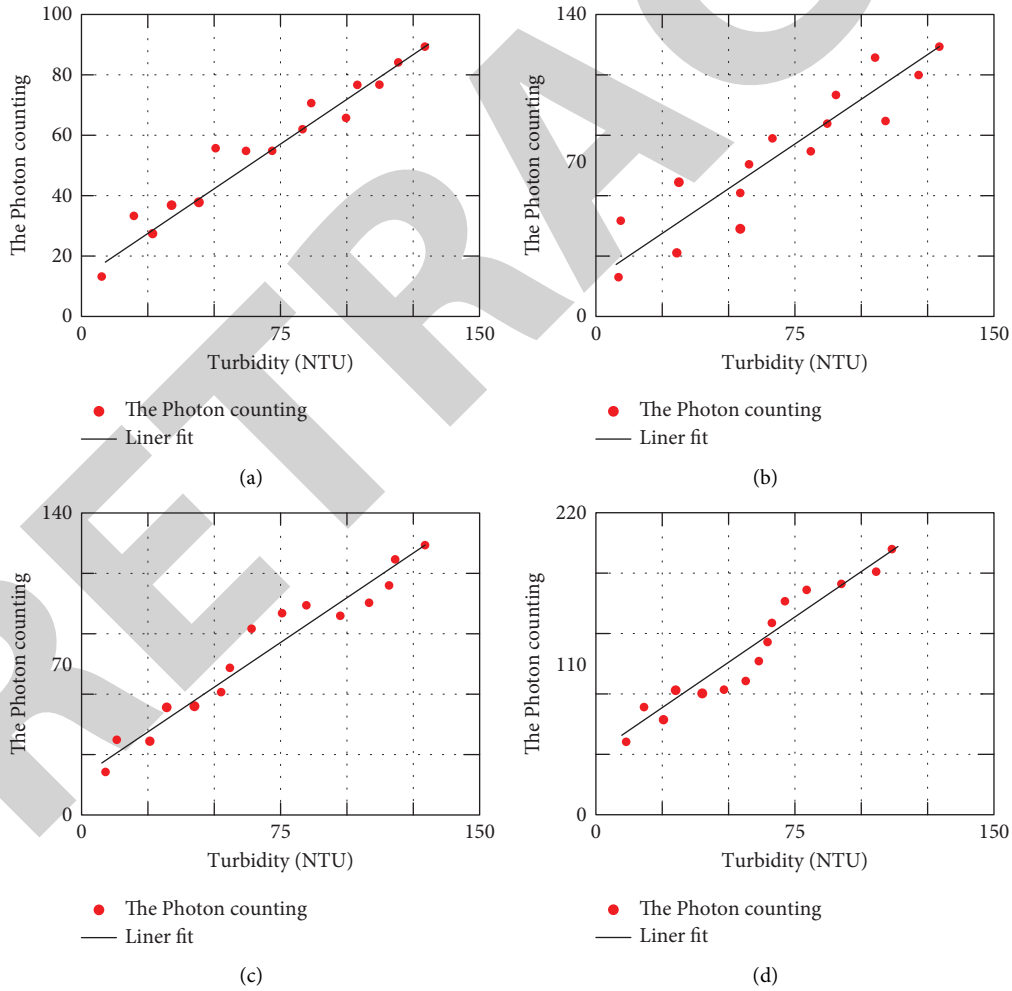 100
80
60
40
20
0
The Photon counting
0
75
150
Turbidity (NTU)
The Photon counting
Liner fit
(a)
140
70
0
The Photon counting
0
75
150
Turbidity (NTU)
The Photon counting
Liner fit
(b)
140
70
0
The Photon counting
0
75
150
Turbidity (NTU)
The Photon counting
Liner fit
(c)
220
110
0
The Photon counting
0
75
150
Turbidity (NTU)
The Photon counting
Liner fit
(d)
RETRAC